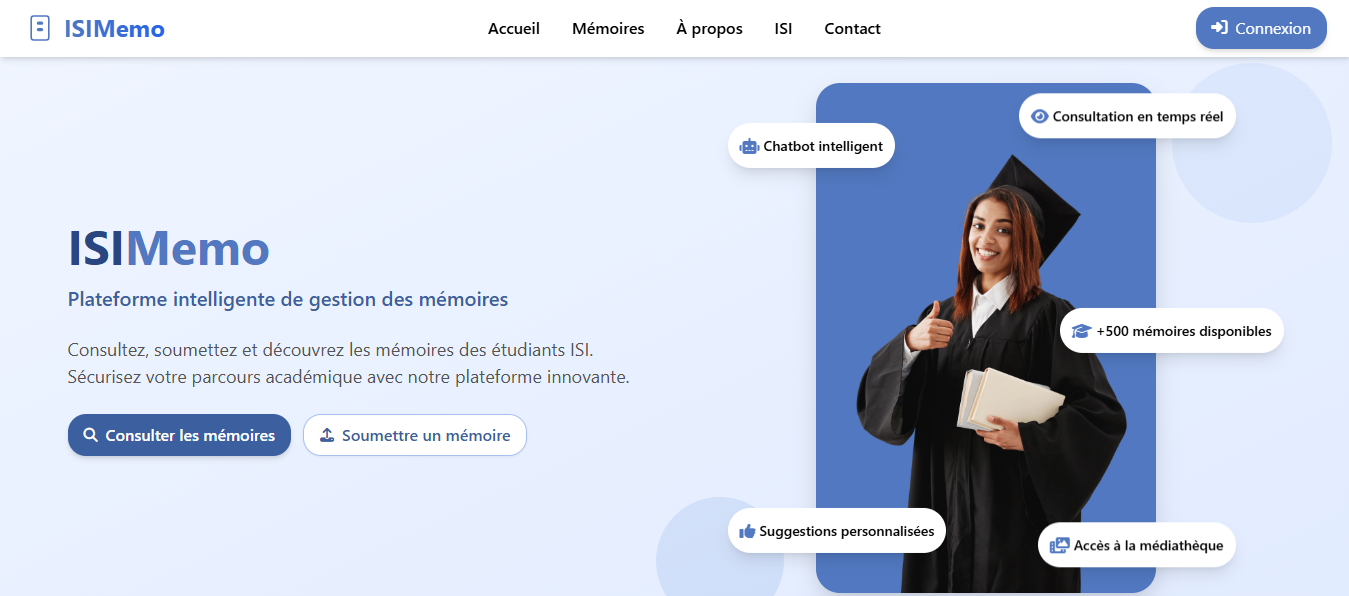 ISIMemo
Accueil
Mémoires
À propos
ISI
Contact
Connexion
ISIMemo
Plateforme intelligente de gestion des mémoires
Consultez, soumettez et découvrez les mémoires des étudiants ISI.
Sécurisez votre parcours académique avec notre plateforme innovante.
Consulter les mémoires
Soumettre un mémoire
Consultation en temps réel
Chatbot intelligent
+500 mémoires disponibles
Suggestions personnalisées
Accès à la médiathèque